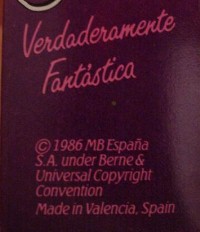 Verdaderamente
Fantástica
© 1986 MB España
S.A. under Berne &
Universal Copyright
Convention
Made in Valencia, Spain